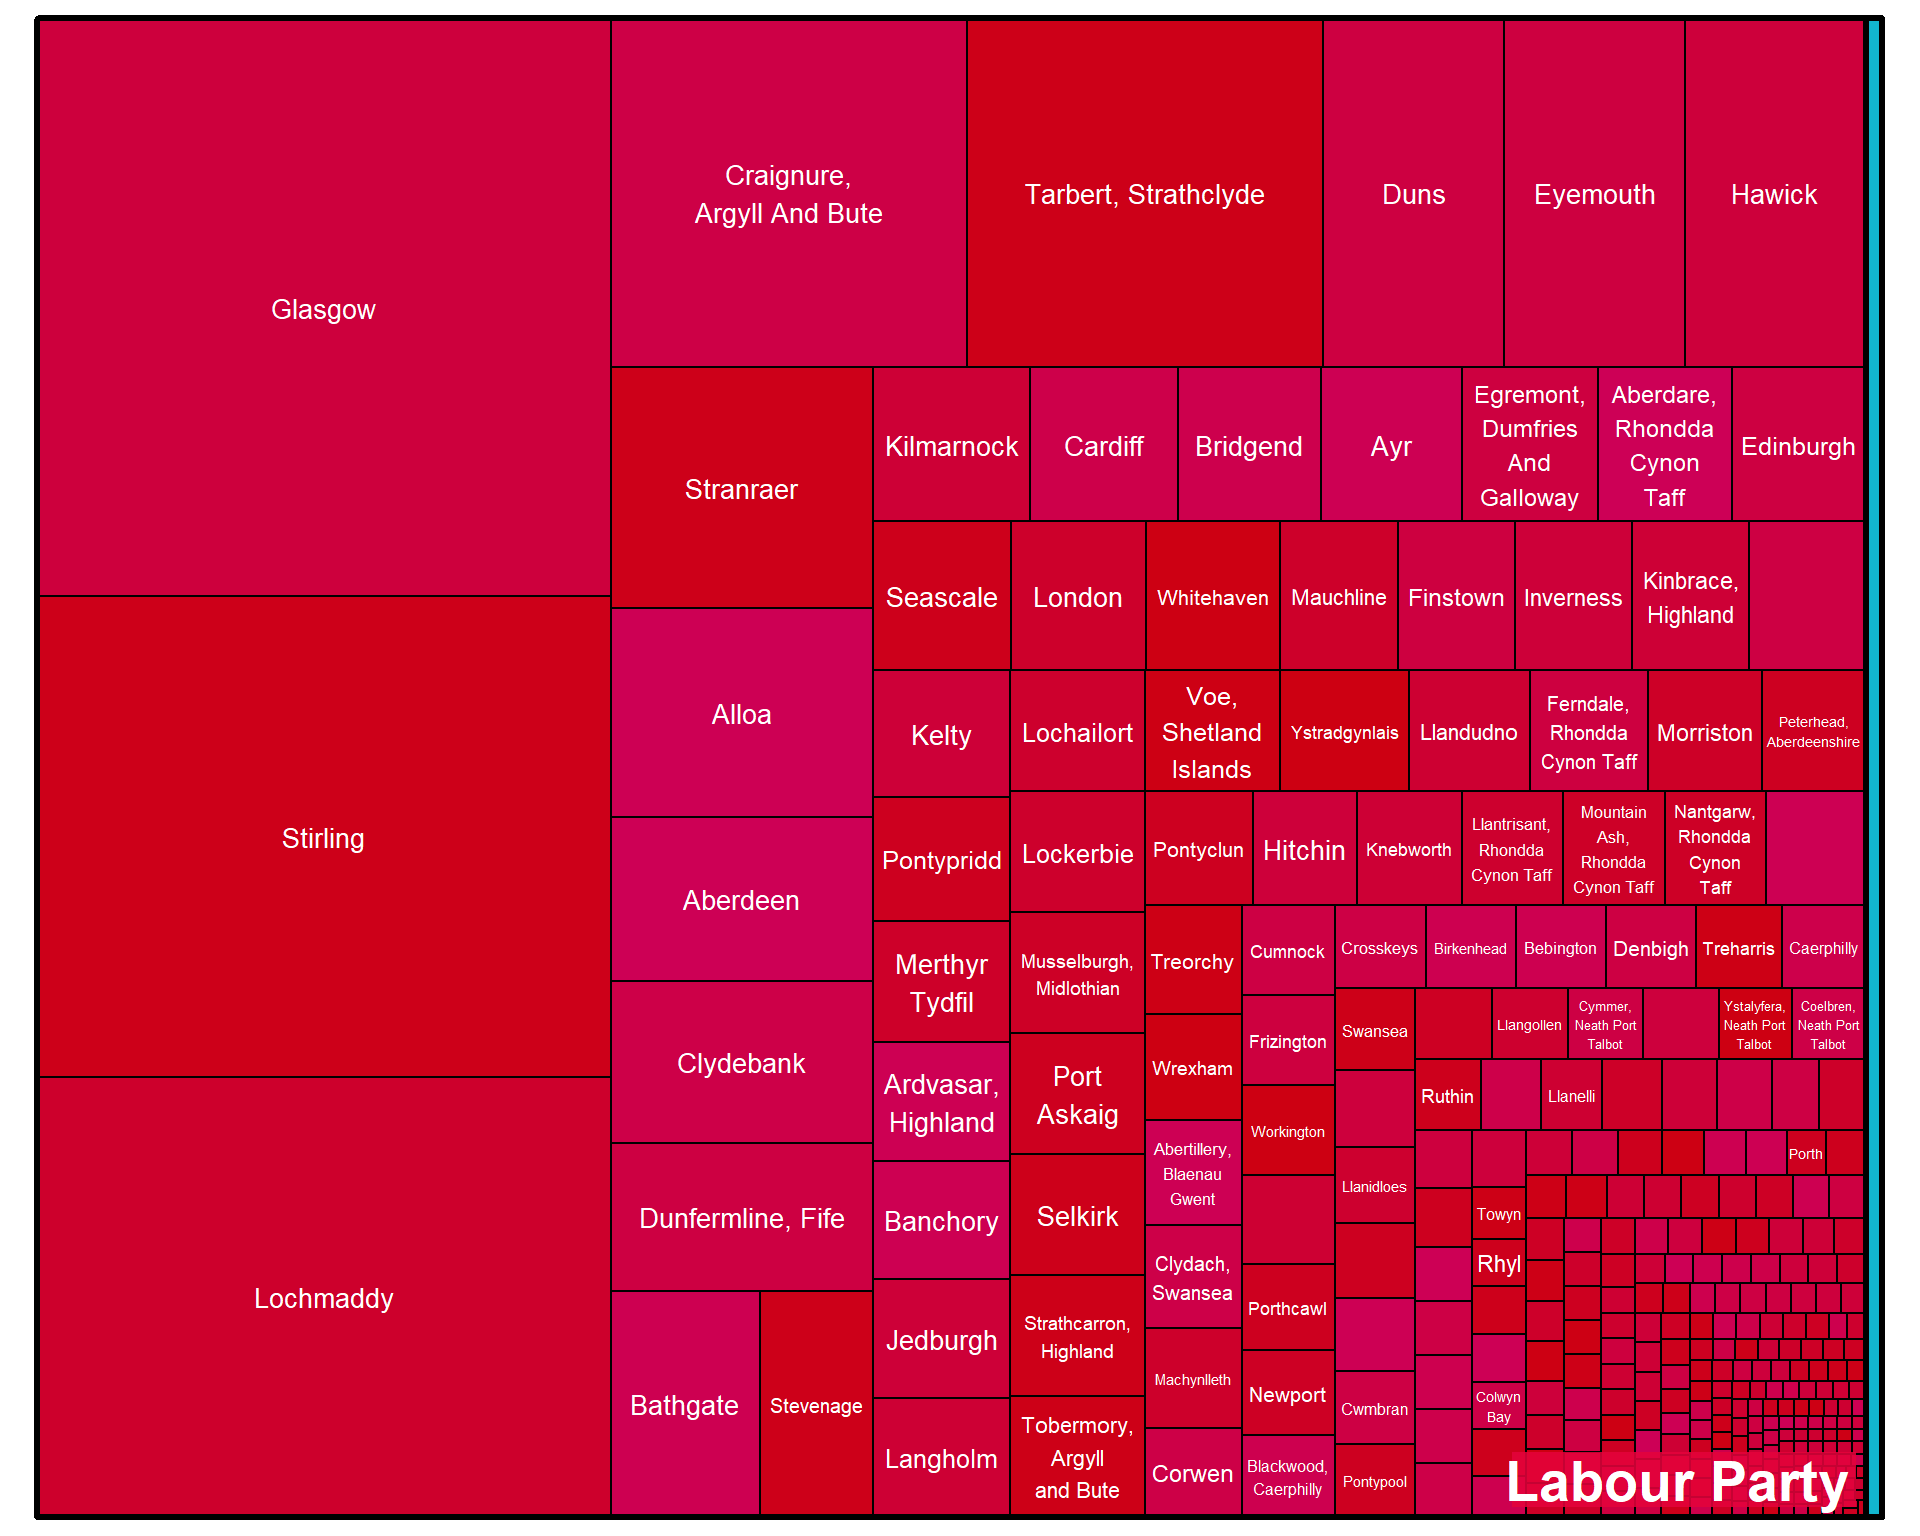 Glasgow
Stirling
Lochmaddy
Craignure,
Argyll And Bute
Tarbert, Strathclyde
Duns
Eyemouth
Hawick
Stranraer
Alloa
Aberdeen
Clydebank
Dunfermline, Fife
Bathgate
Stevenage
Kilmarnock
Cardiff
Bridgend
Ayr
Egremont,
Dumfries
And
Galloway
Aberdare,
Rhondda
Cynon
Taff
Edinburgh
Seascale
London
Whitehaven
Mauchline
Finstown
Inverness
Kinbrace,
Highland
Kelty
Pontypridd
Merthyr
Tydfil
Ardvasar,
Highland
Banchory
Jedburgh
Langholm
Lochailort
Lockerbie
Musselburgh,
Midlothian
Port
Askaig
Selkirk
Strathcarron,
Highland
Tobermory,
Argyll
and Bute
Voe,
Shetland
Islands
Ystradgynlais
Llandudno
Ferndale,
Rhondda
Cynon Taff
Morriston
Peterhead,
Aberdeenshire
Pontyclun
Hitchin
Knebworth
Llantrisant,
Rhondda
Cynon Taff
Mountain
Ash,
Rhondda
Cynon Taff
Nantgarw,
Rhondda
Cynon
Taff
Treorchy
Wrexham
Abertillery,
Blaenau
Gwent
Clydach,
Swansea
Machynlleth
Corwen
Cumnock
Frizington
Workington
Porthcawl
Newport
Blackwood,
Caerphilly
Crosskeys
Birkenhead
Bebington
Denbigh
Treharris
Caerphilly
Swansea
Llanidloes
Cwmbran
Pontypool
Llangollen
Cymmer,
Neath Port
Talbot
Ystalyfera,
Neath Port
Talbot
Coelbren,
Neath Port
Talbot
Ruthin
Llanelli
Porth
Towyn
Rhyl
Colwyn
Bay
Labour Party